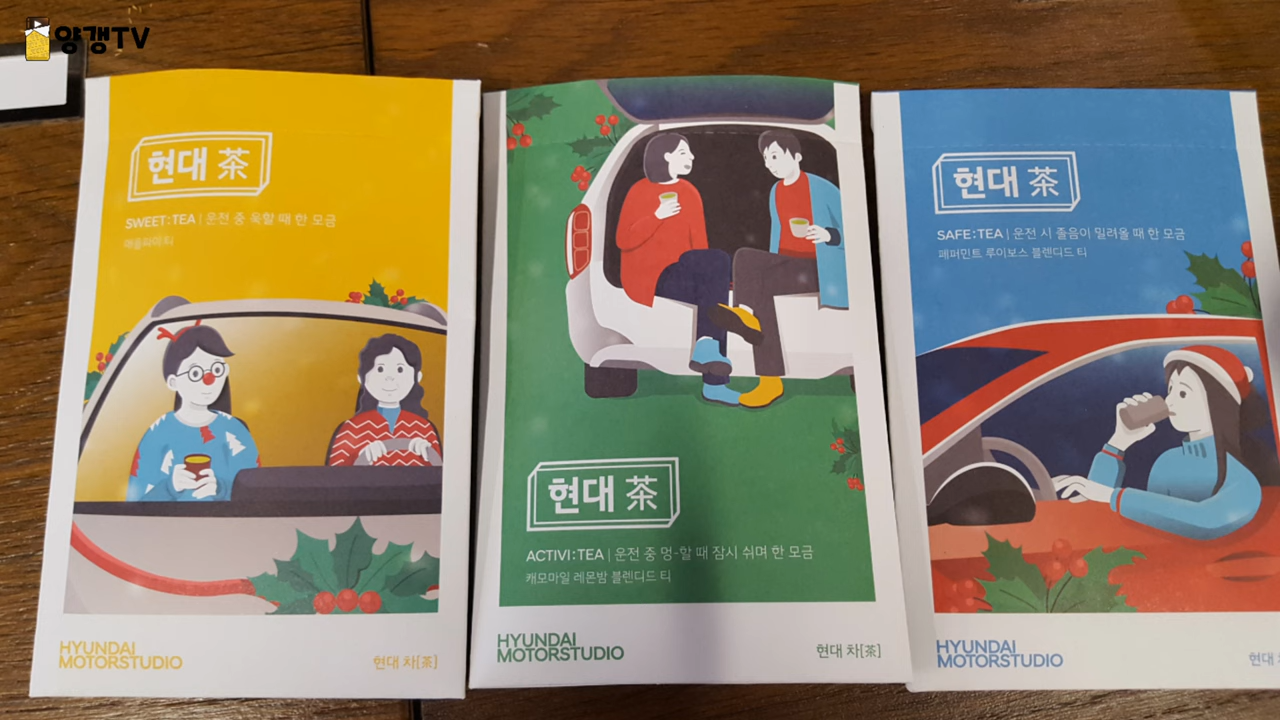 양갱TV
현대 茶
SWEET:TEA | 운전 중 욱할 때 한 모금
HYUNDAI
MOTORSTUDIO
현대 차[茶]
현대 茶
ACTIVI:TEA | 운전 중 멍-할 때 잠시 쉬며 한 모금
캐모마일 레몬밤 블렌디드 티
HYUNDAI
MOTORSTUDIO
현대 차[茶]
현대 茶
SAFE:TEA | 운전 시 졸음이 밀려올 때 한 모금
페퍼민트 루이보스 블렌디드 티
HYUNDAI
MOTORSTUDIO
현대